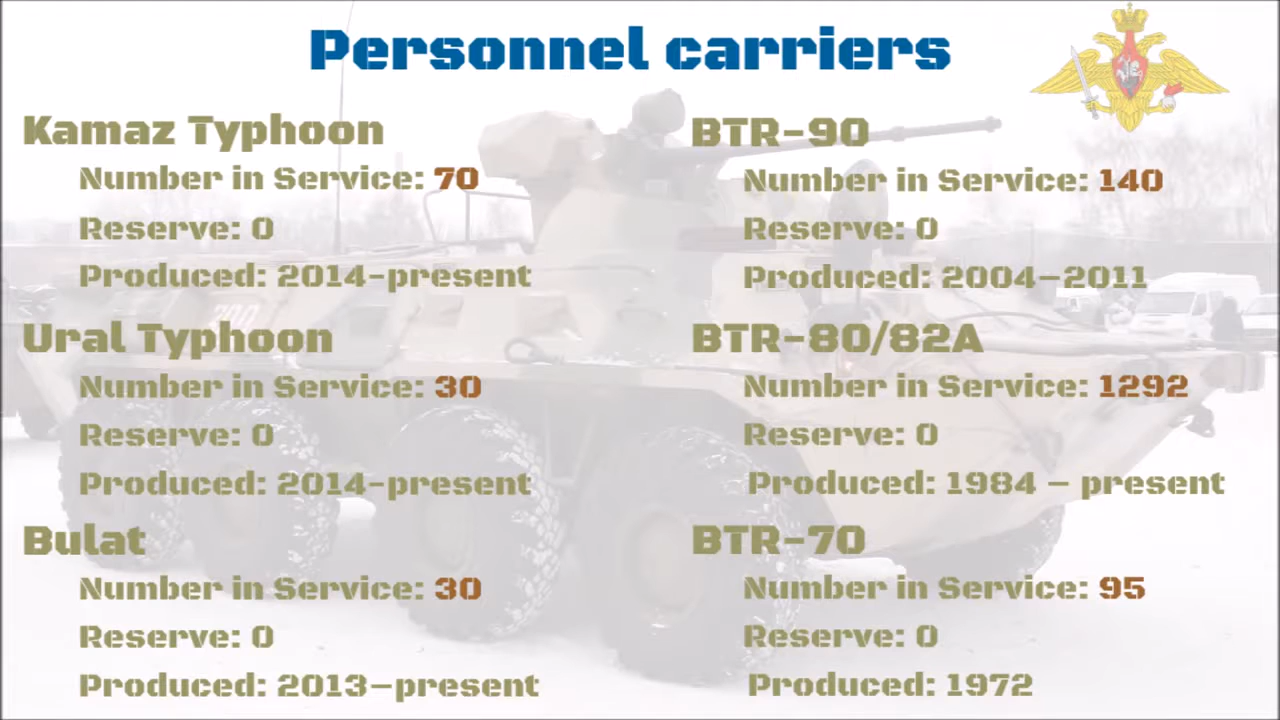 Personnel carriers
Kamaz Typhoon
Number in Service: 70
Reserve: 0
Produced: 2014-present
Ural Typhoon
Number in Service: 30
Reserve: 0
Produced: 2014-present
Bulat
Number in Service: 30
Reserve: 0
Produced: 2013–present
BTR-90
Number in Service: 140
Reserve: 0
Produced: 2004–2011
BTR-80/82A
Number in Service: 1292
Reserve: 0
Produced: 1984 – present
BTR-70
Number in Service: 95
Reserve: 0
Produced: 1972